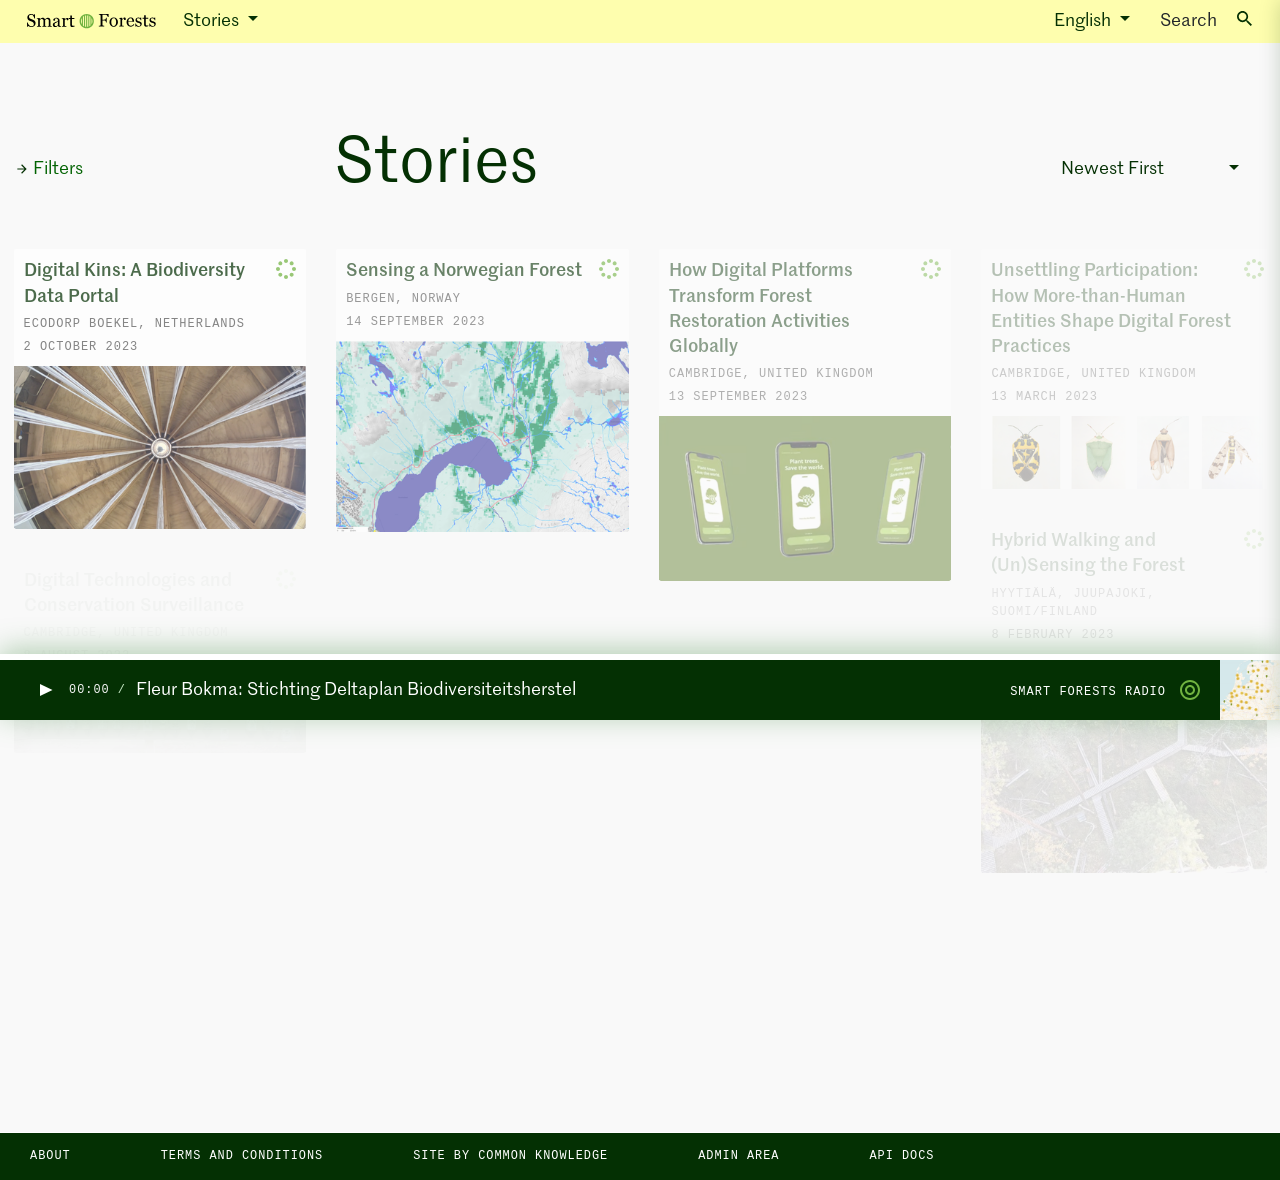 Smart Forests
Stories
English
Search
Filters
Stories
Newest First
Digital Kins: A Biodiversity
Data Portal
ECODORP BOEKEL, NETHERLANDS
2 OCTOBER 2023
Sensing a Norwegian Forest
BERGEN, NORWAY
14 SEPTEMBER 2023
How Digital Platforms
Transform Forest
Restoration Activities
Globally
CAMBRIDGE, UNITED KINGDOM
13 SEPTEMBER 2023
Plant trees.
Save the world.
Unsettling Participation:
How More-than-Human
Entities Shape Digital Forest
Practices
CAMBRIDGE, UNITED KINGDOM
13 MARCH 2023
Digital Technologies and
Conservation Surveillance
CAMBRIDGE, UNITED KINGDOM
Hybrid Walking and
(Un)Sensing the Forest
HYYTIÄLÄ, JUUPAJOKI,
SUOMI/FINLAND
8 FEBRUARY 2023
00:00 / Fleur Bokma: Stichting Deltaplan Biodiversiteitsherstel
SMART FORESTS RADIO
ABOUT
TERMS AND CONDITIONS
SITE BY COMMON KNOWLEDGE
ADMIN AREA
API DOCS